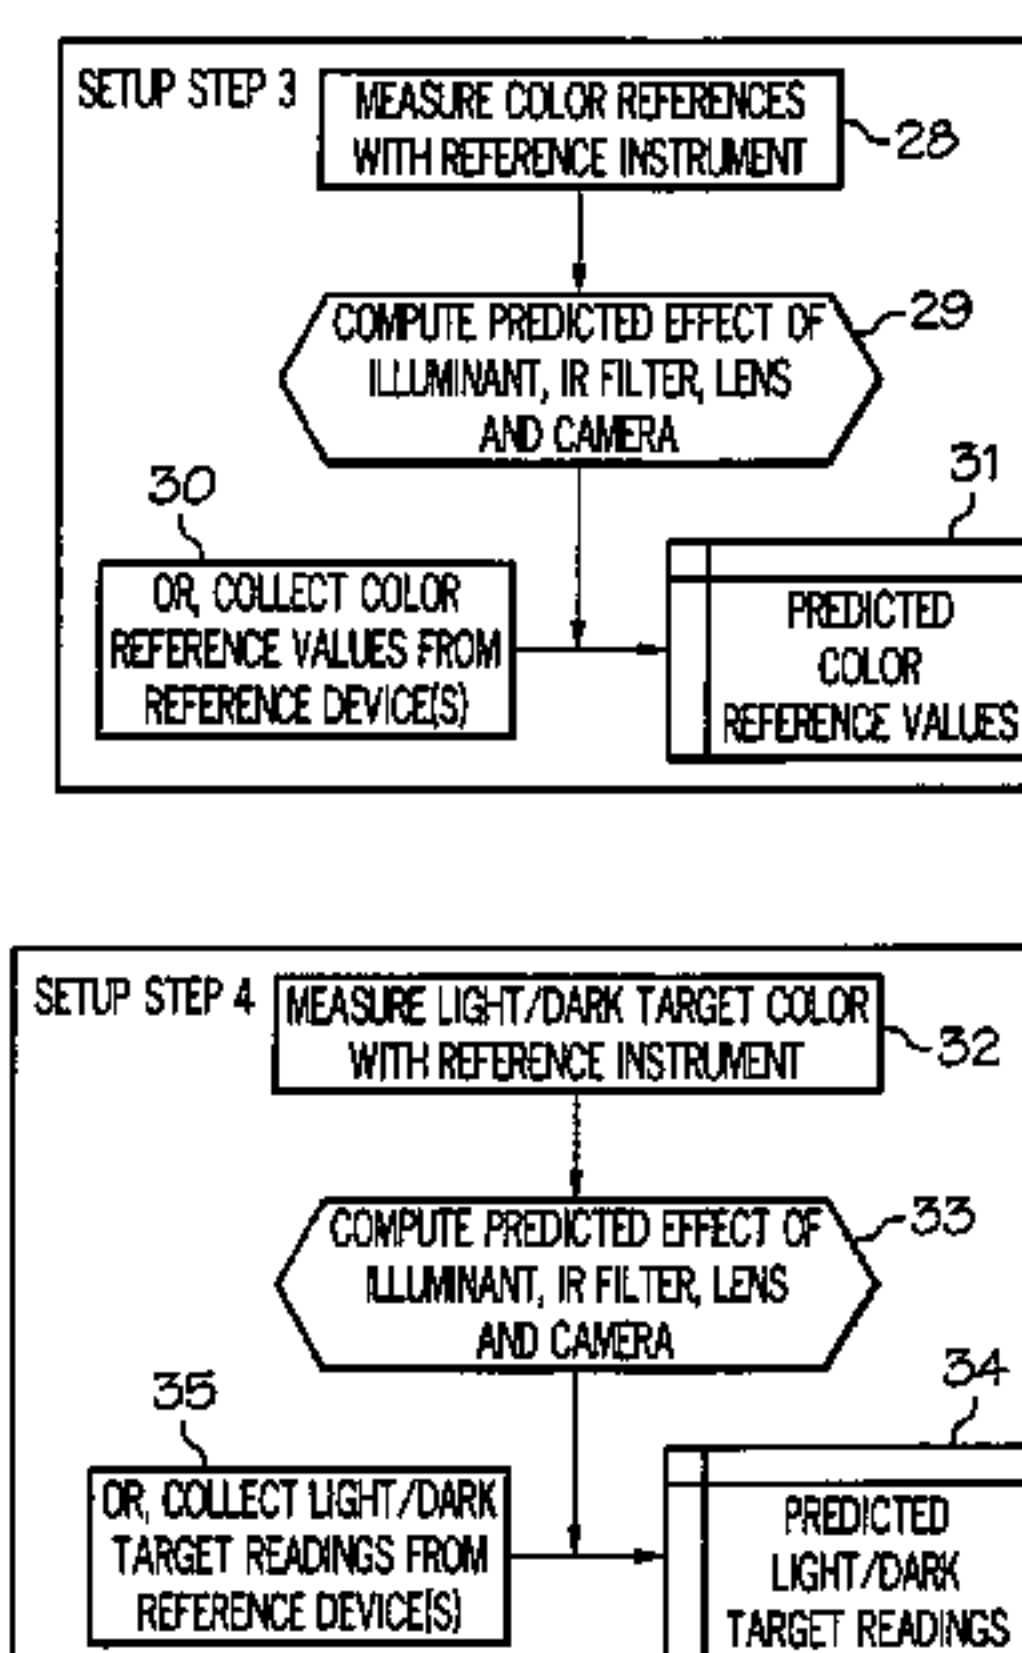 SETUP STEP 3
MEASURE COLOR REFERENCES
WITH REFERENCE INSTRUMENT
28
COMPUTE PREDICTED EFFECT OF
ILLUMINANT, IR FILTER, LENS
AND CAMERA
29
30
OR, COLLECT COLOR
REFERENCE VALUES FROM
REFERENCE DEVICE(S)
31
PREDICTED
COLOR
REFERENCE VALUES
SETUP STEP 4
MEASURE LIGHT/DARK TARGET COLOR
WITH REFERENCE INSTRUMENT
32
COMPUTE PREDICTED EFFECT OF
ILLUMINANT, IR FILTER, LENS
AND CAMERA
33
35
OR, COLLECT LIGHT/DARK
TARGET READINGS FROM
REFERENCE DEVICE(S)
34
PREDICTED
LIGHT/DARK
TARGET READINGS